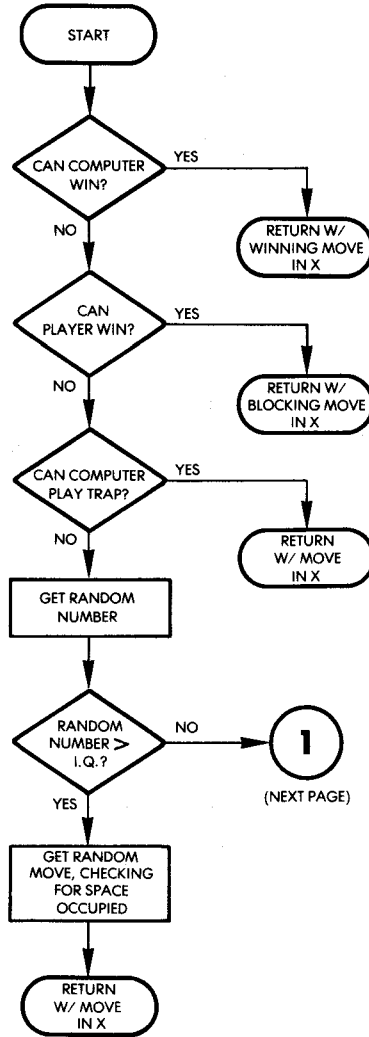 START
CAN COMPUTER
WIN?
YES
NO
RETURN W/
WINNING MOVE
IN X
CAN
PLAYER WIN?
YES
NO
RETURN W/
BLOCKING MOVE
IN X
CAN COMPUTER
PLAY TRAP?
YES
NO
RETURN
W/ MOVE
IN X
GET RANDOM
NUMBER
RANDOM
NUMBER >
I.Q.?
NO
YES
1
(NEXT PAGE)
GET RANDOM
MOVE, CHECKING
FOR SPACE
OCCUPIED
RETURN
W/ MOVE
IN X